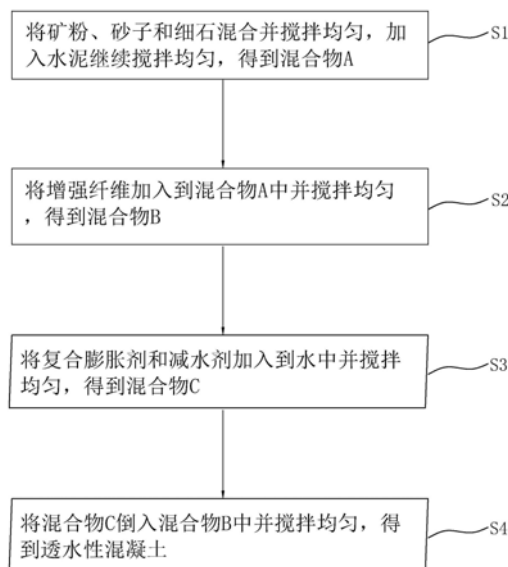 将矿粉、砂子和细石混合并搅拌均匀，加
入水泥继续搅拌均匀，得到混合物A
S1
将增强纤维加入到混合物A中并搅拌均匀
，得到混合物B
S2
将复合膨胀剂和减水剂加入到水中并搅拌
均匀，得到混合物C
S3
将混合物C倒入混合物B中并搅拌均匀，得
到透水性混凝土
S4